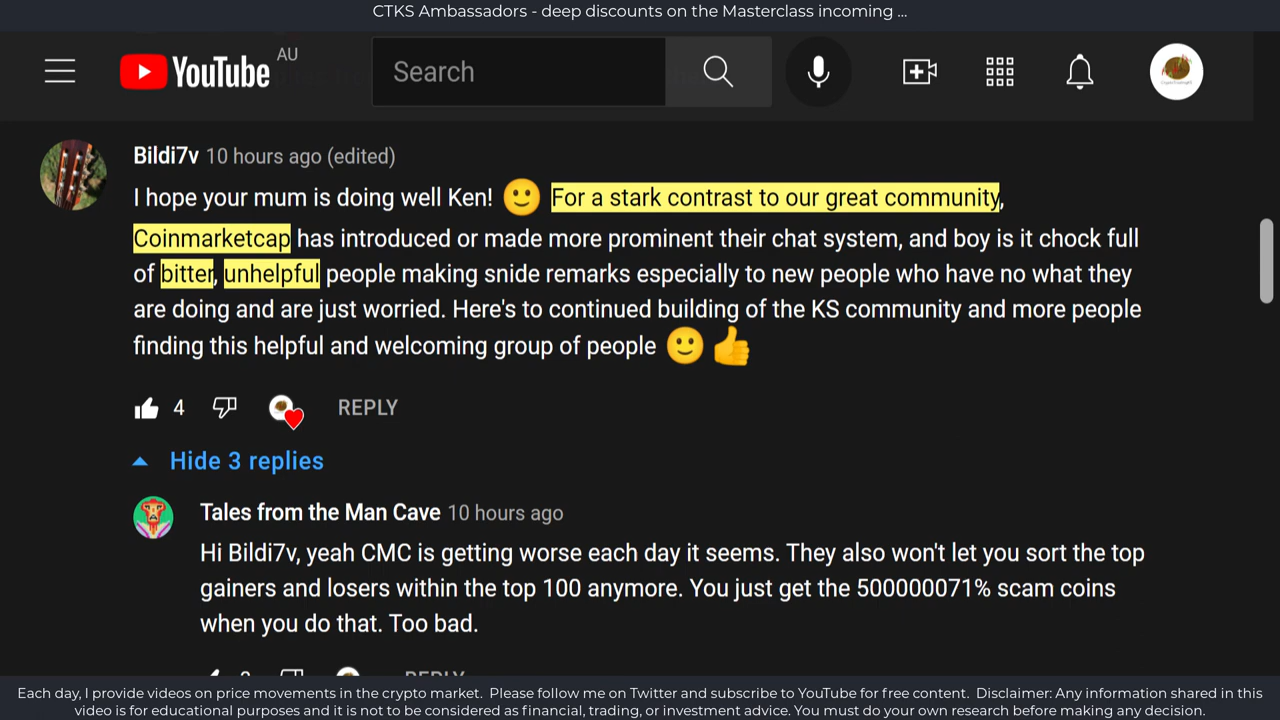 CTKS Ambassadors - deep discounts on the Masterclass incoming ...
YouTube AU
Search
Bildi7v 10 hours ago (edited)
I hope your mum is doing well Ken! 🙂 For a stark contrast to our great community,
Coinmarketcap has introduced or made more prominent their chat system, and boy is it chock full
of bitter, unhelpful people making snide remarks especially to new people who have no what they
are doing and are just worried. Here's to continued building of the KS community and more people
finding this helpful and welcoming group of people 🙂 👍
4 REPLY
Hide 3 replies
Tales from the Man Cave 10 hours ago
Hi Bildi7v, yeah CMC is getting worse each day it seems. They also won't let you sort the top
gainers and losers within the top 100 anymore. You just get the 500000071% scam coins
when you do that. Too bad.
REPLY
Each day, I provide videos on price movements in the crypto market. Please follow me on Twitter and subscribe to YouTube for free content. Disclaimer: Any information shared in this
video is for educational purposes and it is not to be considered as financial, trading, or investment advice. You must do your own research before making any decision.